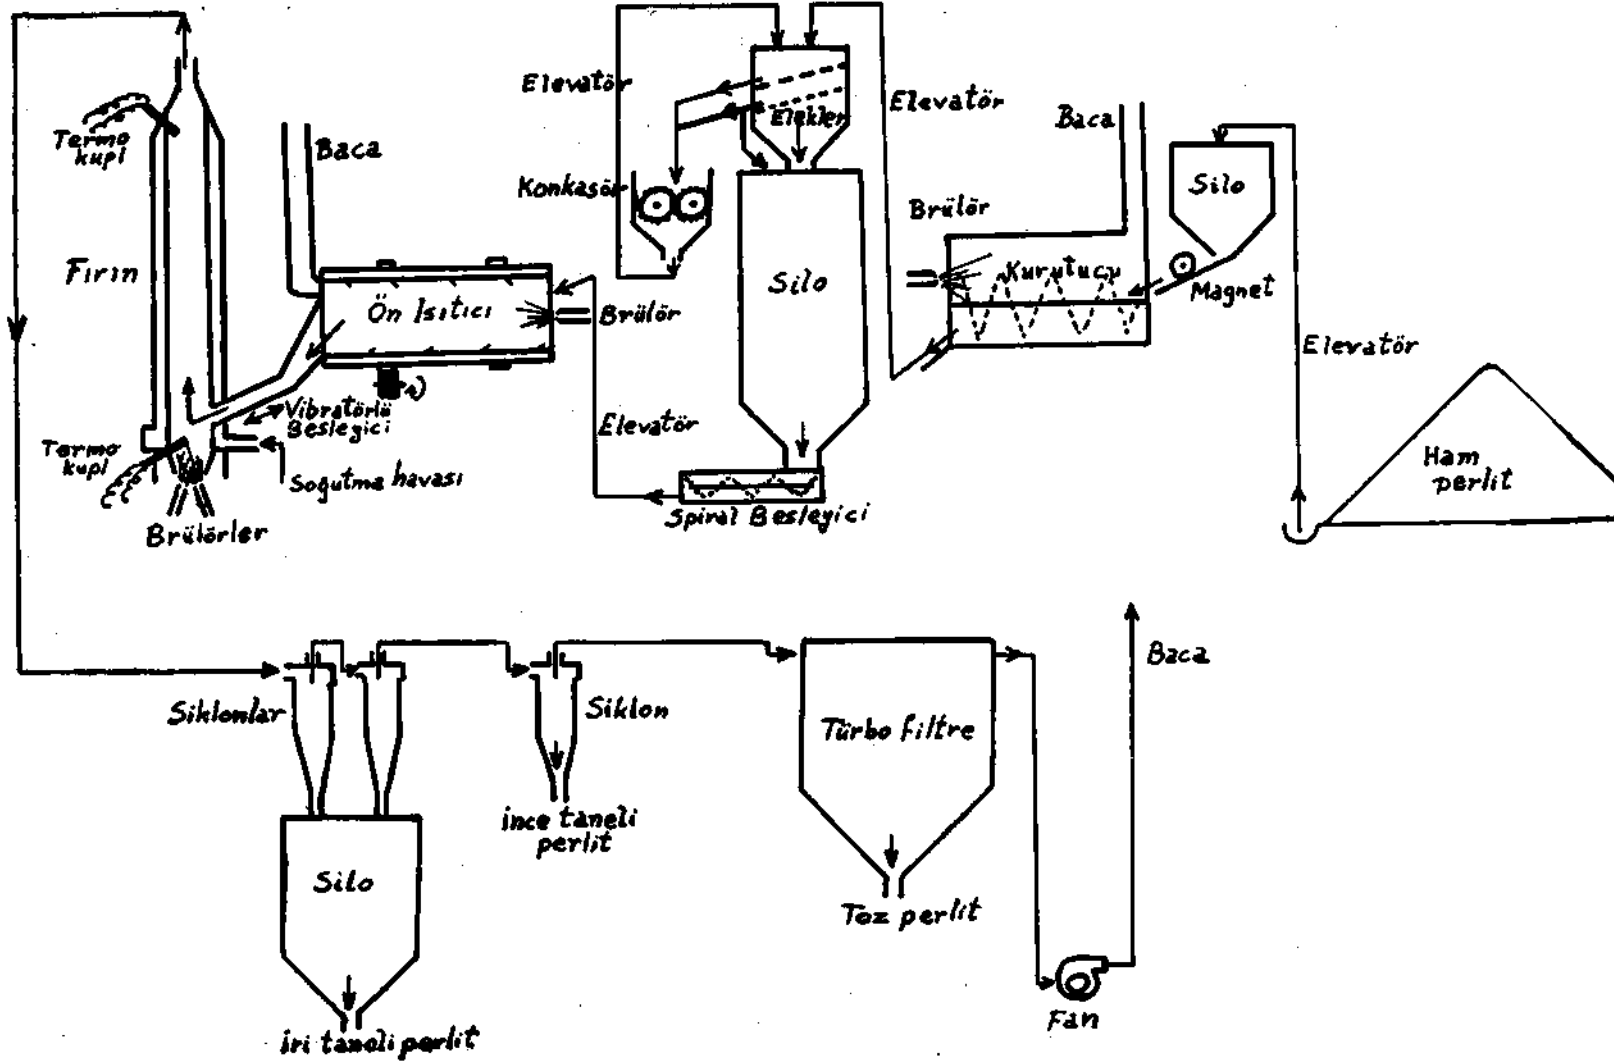 Elevatör
Elevatör
Termo
kupl
Baca
Elekler
Baca
Konkasör
Silo
Brülör
Fırın
Ön Isıtıcı
Silo
Kurutucu
Magnet
Brülör
Elevatör
Vibratörlü
Besleyici
Elevatör
Termo
kupl
Soğutma havası
Ham
perlit
Spiral Besleyici
Brülörler
Baca
Siklonlar
Siklon
Türbo filtre
ince taneli
perlit
Silo
Toz perlit
Fan
iri taneli perlit